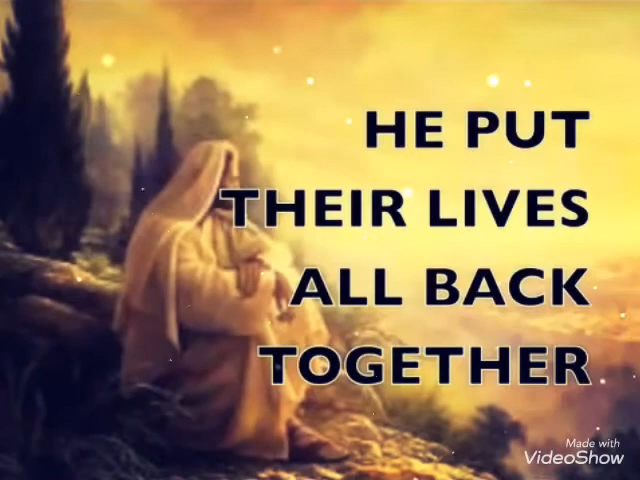 HE PUT
THEIR LIVES
ALL BACK
TOGETHER
Made with
VideoShow